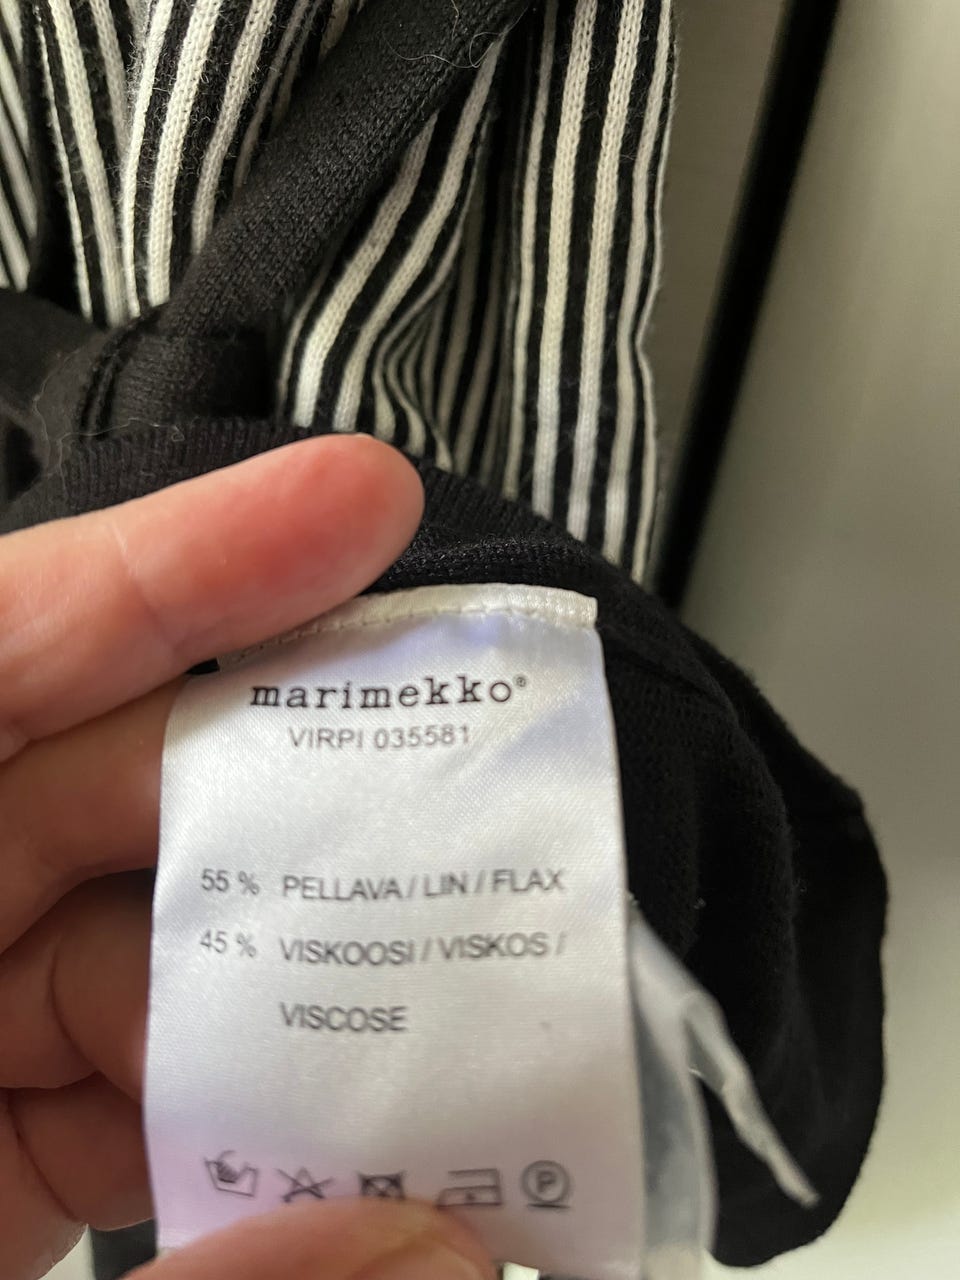 marimekko®
VIRPI 035581
55 % PELLAVA / LIN / FLAX
45 % VISKOOSI / VISKOS /
VISCOSE
P